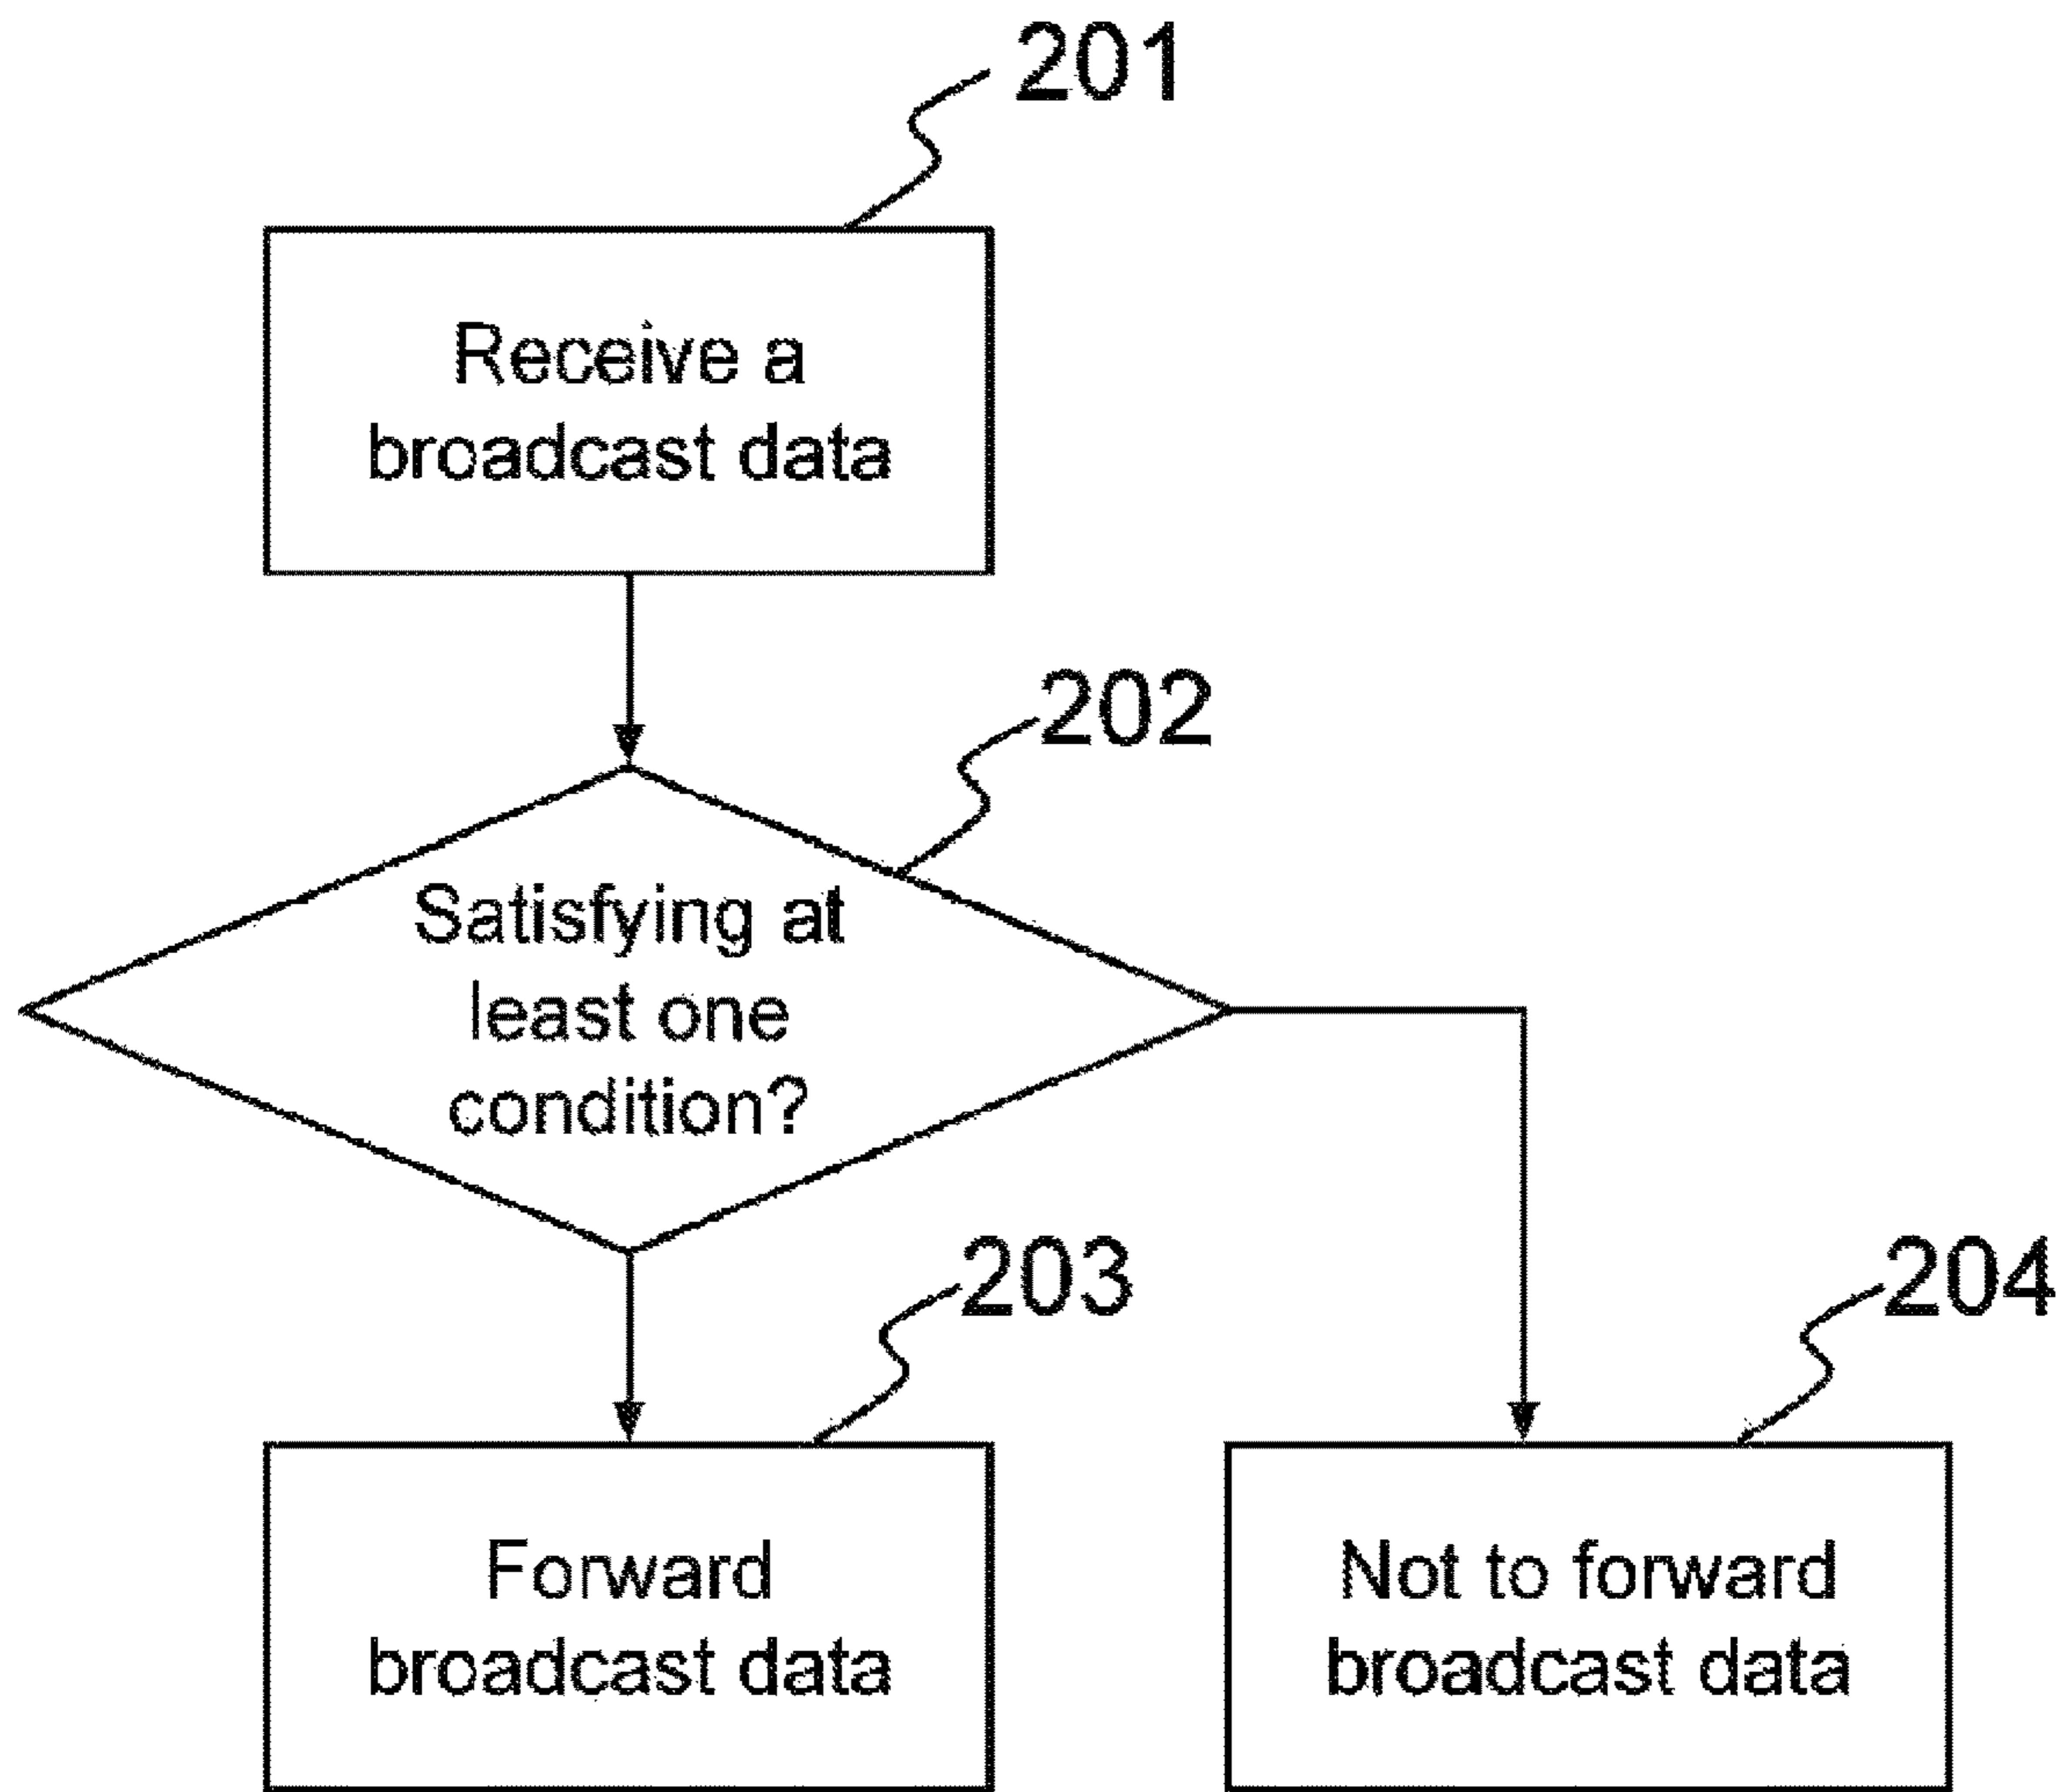 201
Receive a
broadcast data
202
Satisfying at
least one
condition?
203
204
Forward
broadcast data
Not to forward
broadcast data